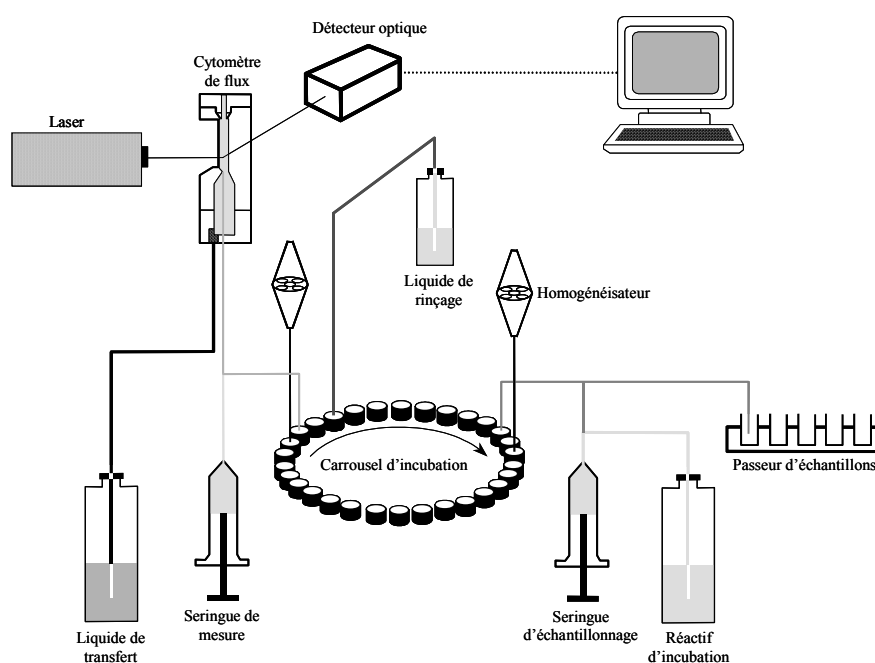 Détecteur optique
Cytomètre
de flux
Laser
Liquide de
rinçage
Homogénéisateur
Carrousel d'incubation
Passeur d'échantillons
Seringue de
mesure
Seringue
d'échantillonnage
Liquide de
transfert
Réactif
d'incubation